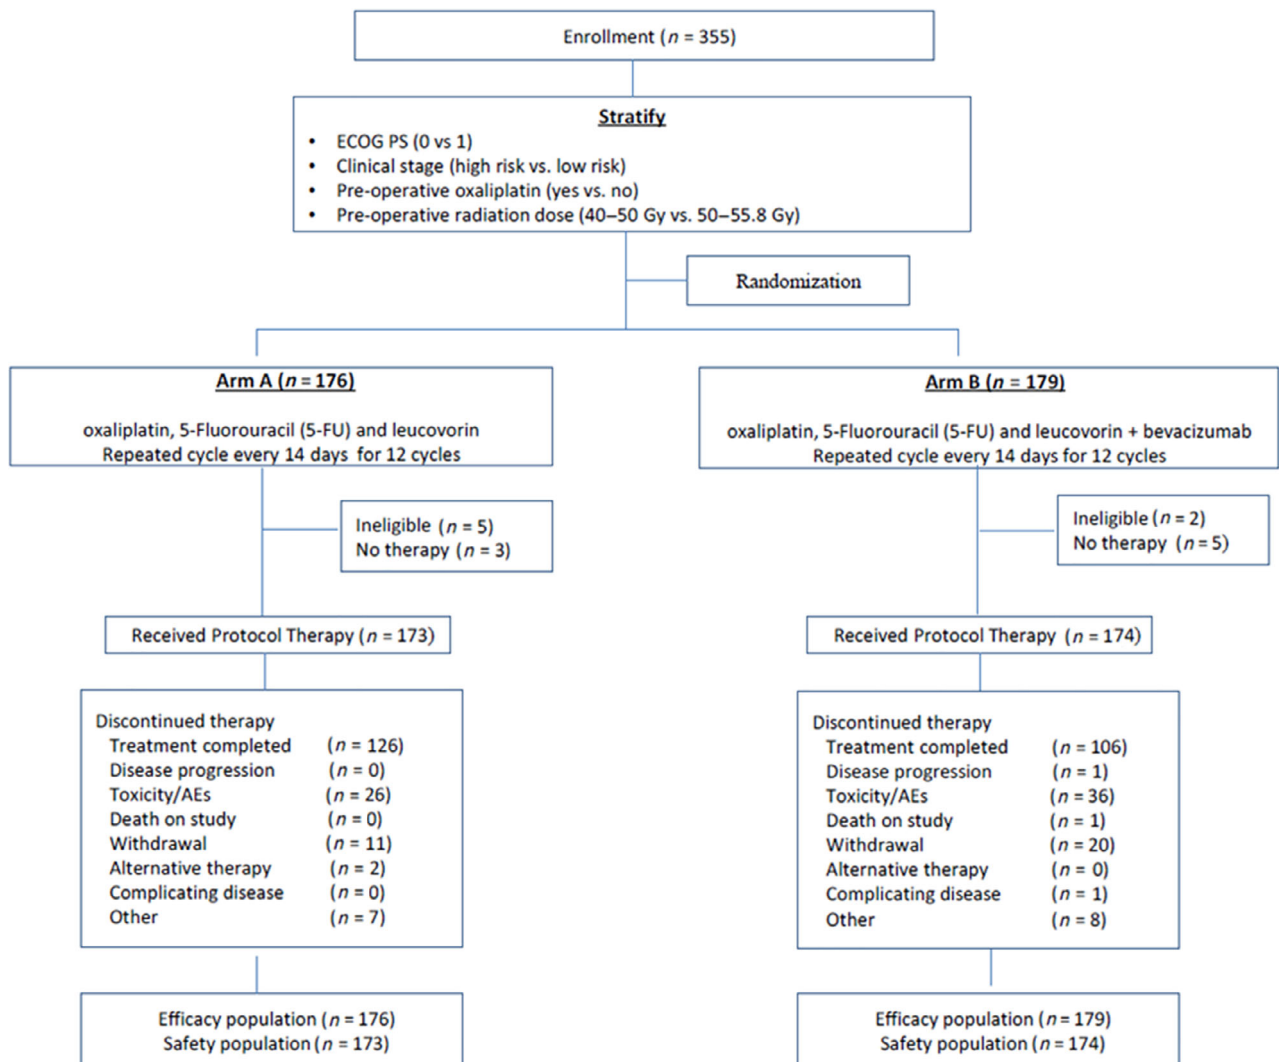 Enrollment (n = 355)
Stratify
• ECOG PS (0 vs 1)
• Clinical stage (high risk vs. low risk)
• Pre-operative oxaliplatin (yes vs. no)
• Pre-operative radiation dose (40–50 Gy vs. 50–55.8 Gy)
Randomization
Arm A (n = 176)
oxaliplatin, 5-Fluorouracil (5-FU) and leucovorin
Repeated cycle every 14 days for 12 cycles
Arm B (n = 179)
oxaliplatin, 5-Fluorouracil (5-FU) and leucovorin + bevacizumab
Repeated cycle every 14 days for 12 cycles
Ineligible (n = 5)
No therapy (n = 3)
Ineligible (n = 2)
No therapy (n = 5)
Received Protocol Therapy (n = 173)
Received Protocol Therapy (n = 174)
Discontinued therapy
Treatment completed (n = 126)
Disease progression (n = 0)
Toxicity/AEs (n = 26)
Death on study (n = 0)
Withdrawal (n = 11)
Alternative therapy (n = 2)
Complicating disease (n = 0)
Other (n = 7)
Discontinued therapy
Treatment completed (n = 106)
Disease progression (n = 1)
Toxicity/AEs (n = 36)
Death on study (n = 1)
Withdrawal (n = 20)
Alternative therapy (n = 0)
Complicating disease (n = 1)
Other (n = 8)
Efficacy population (n = 176)
Safety population (n = 173)
Efficacy population (n = 179)
Safety population (n = 174)